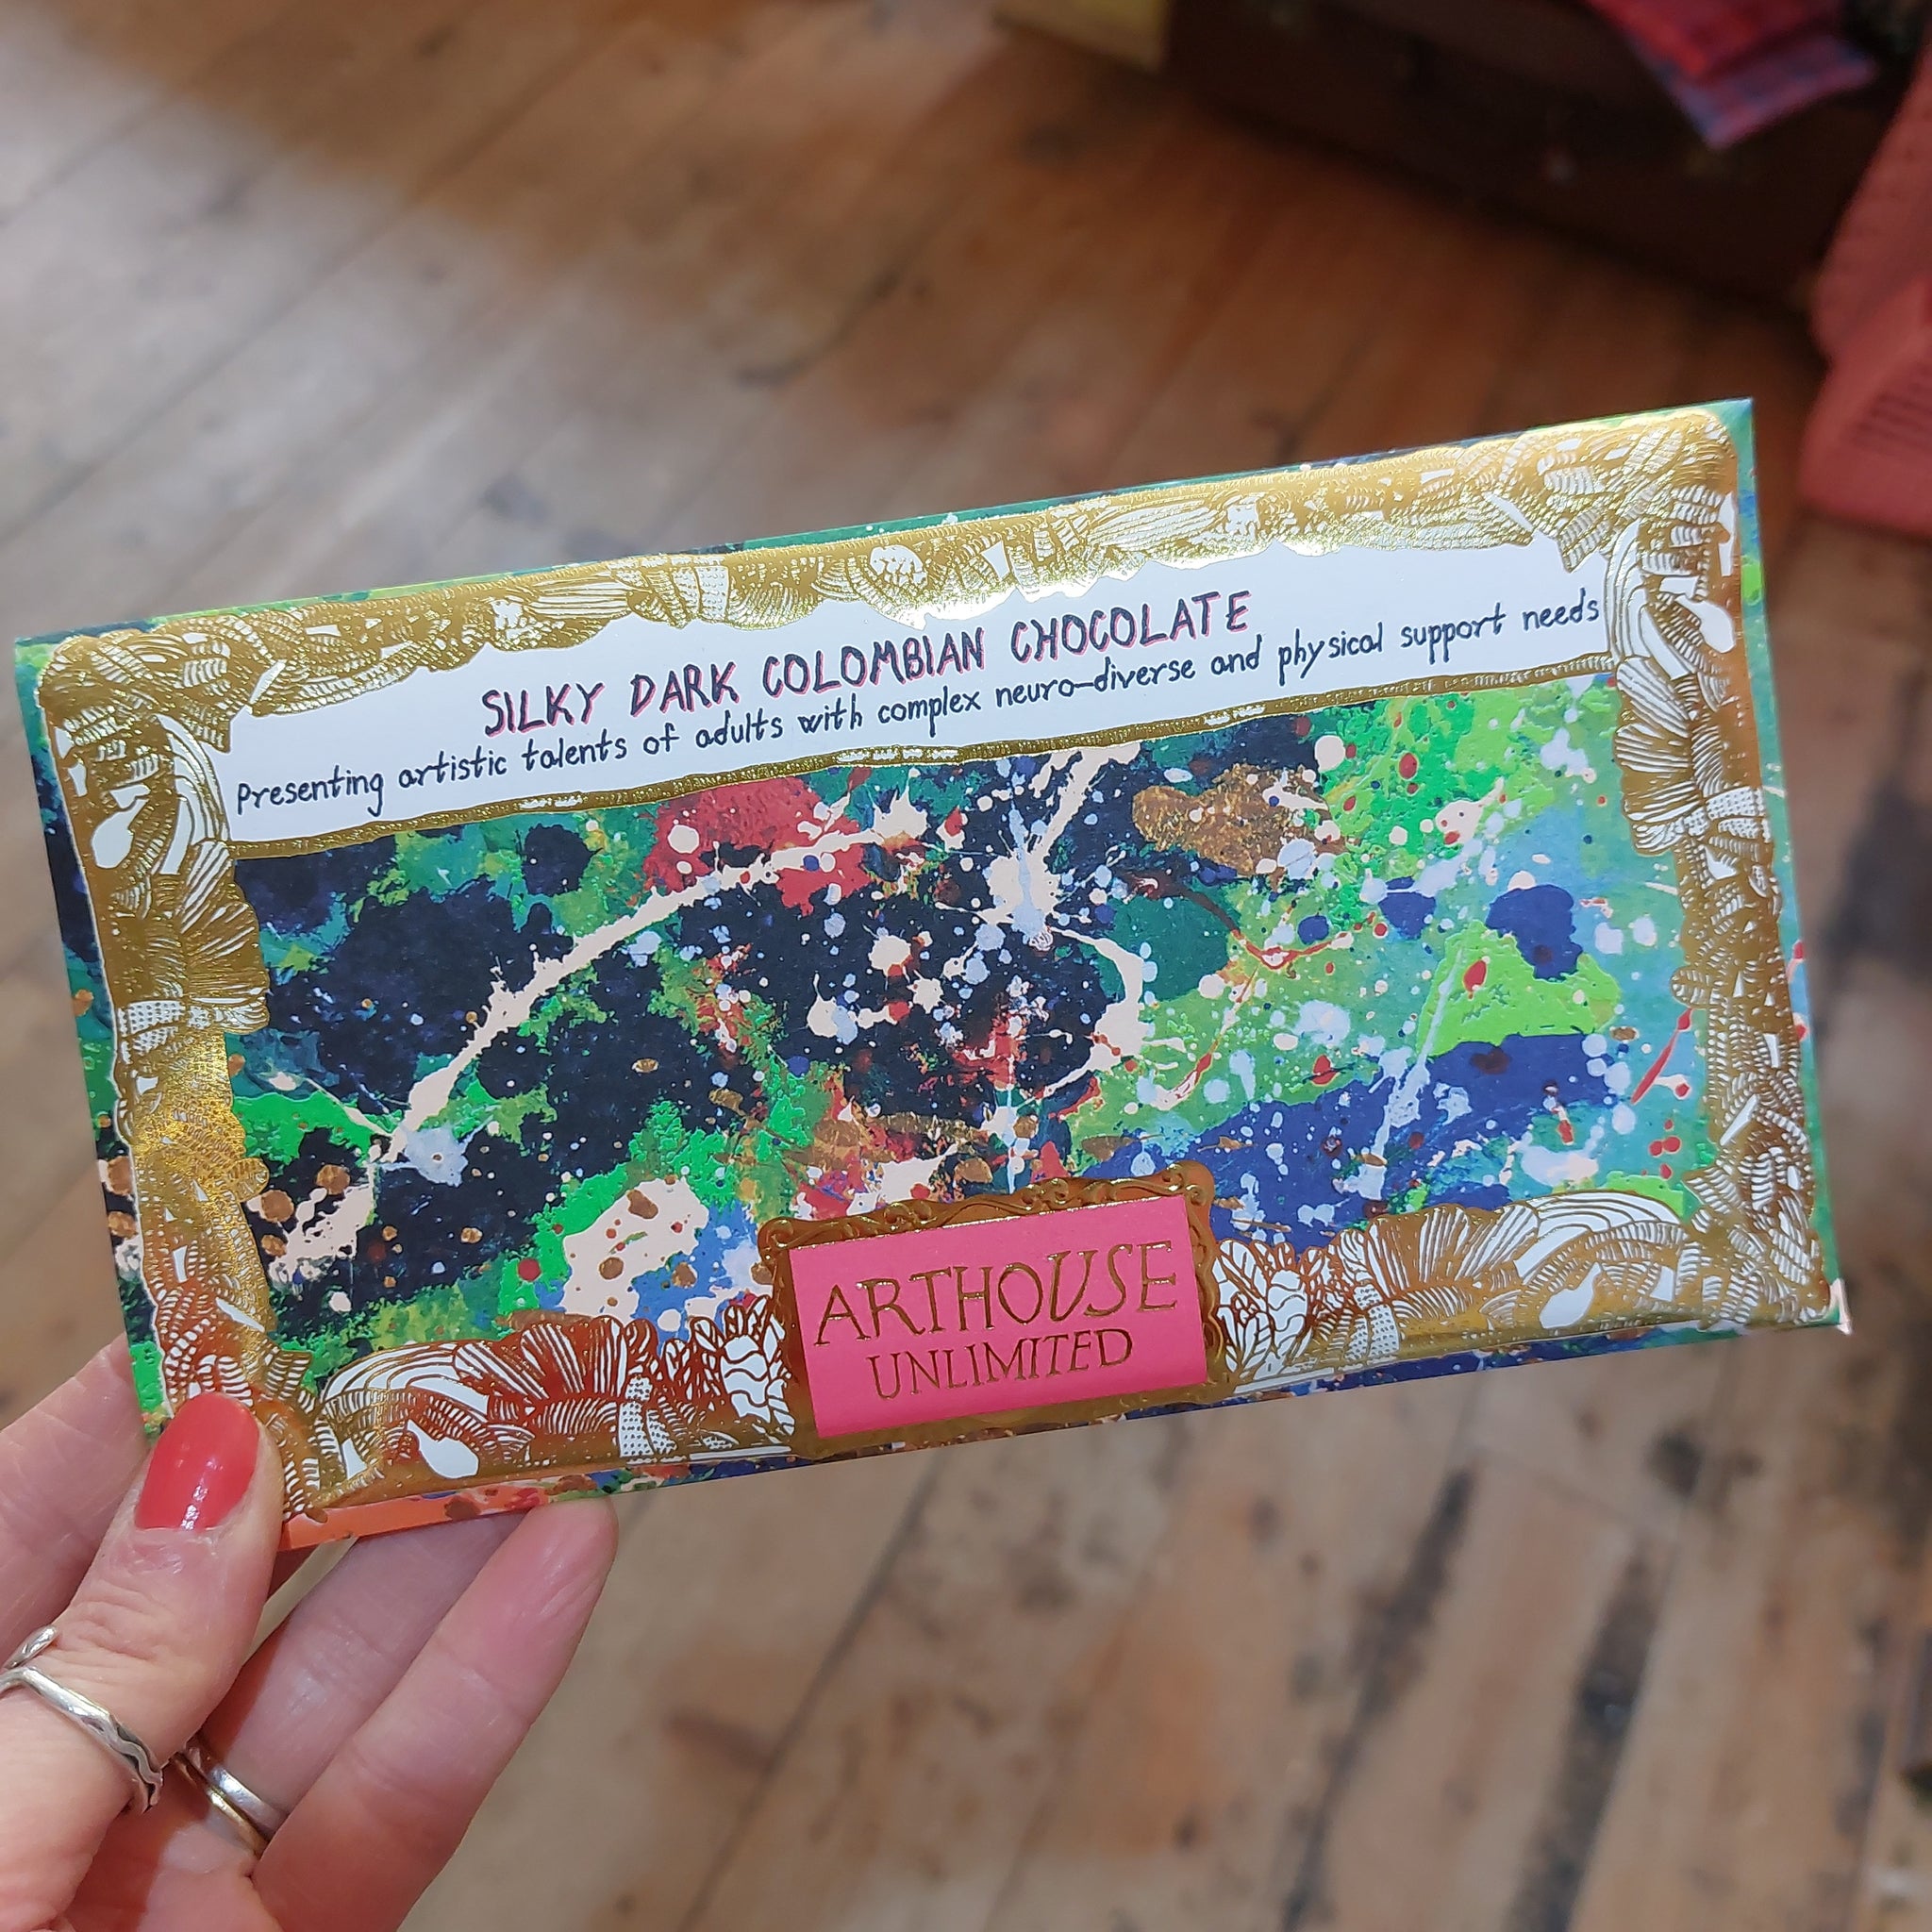 SILKY DARK COLOMBIAN CHOCOLATE
Presenting artistic talents of adults with complex neuro-diverse and physical support needs
ARTHOUSE
UNLIMITED